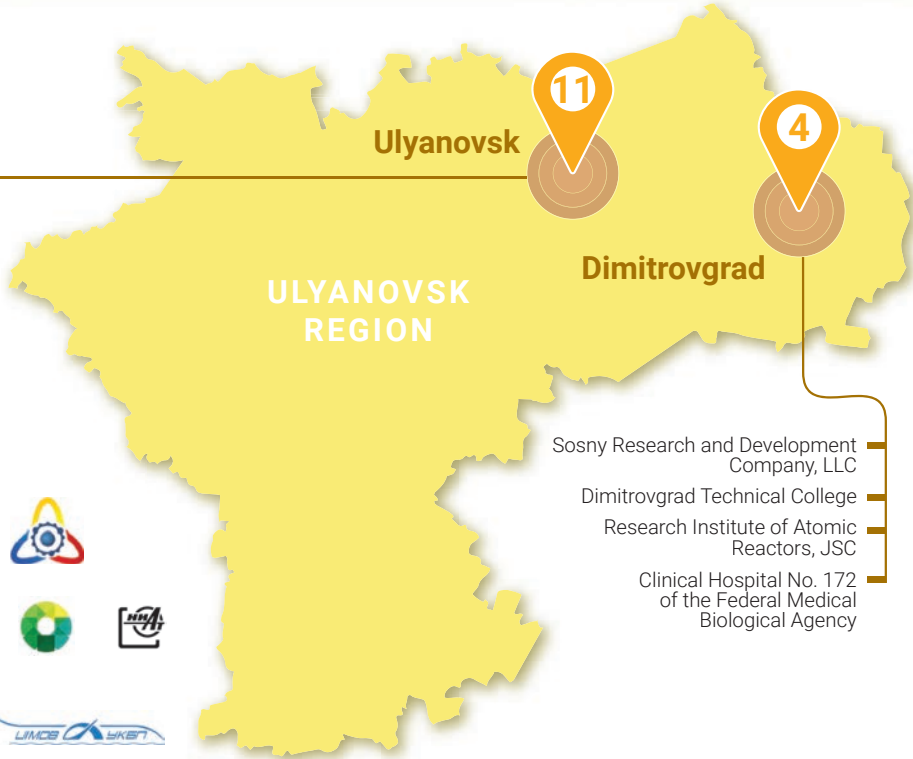 11
4
Ulyanovsk
Dimitrovgrad
ULYANOVSK
REGION
Sosny Research and Development
Company, LLC
Dimitrovgrad Technical College
Research Institute of Atomic
Reactors, JSC
Clinical Hospital No. 172
of the Federal Medical
Biological Agency
УКБП